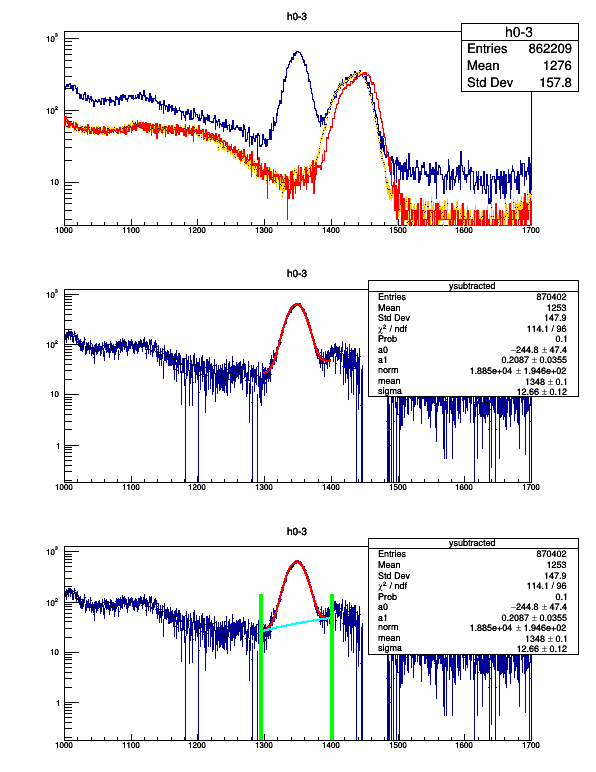 h0-3
h0-3
Entries 862209
Mean 1276
Std Dev 157.8
10³
10²
10
1000 1100 1200 1300 1400 1500 1600 1700
h0-3
ysubtracted
Entries 870402
Mean 1253
Std Dev 147.9
χ² / ndf 114.1 / 96
Prob 0.1
a0 −244.8 ± 47.4
a1 0.2087 ± 0.0355
norm 1.885e+04 ± 1.946e+02
mean 1348 ± 0.1
sigma 12.66 ± 0.12
10³
10²
10
1
1000 1100 1200 1300 1400 1500 1600 1700
h0-3
ysubtracted
Entries 870402
Mean 1253
Std Dev 147.9
χ² / ndf 114.1 / 96
Prob 0.1
a0 −244.8 ± 47.4
a1 0.2087 ± 0.0355
norm 1.885e+04 ± 1.946e+02
mean 1348 ± 0.1
sigma 12.66 ± 0.12
10³
10²
10
1
1000 1100 1200 1300 1400 1500 1600 1700